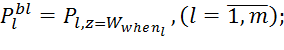 $P_l^{bl} = P_{l,z=W_{when_l}}, (l = \overline{1,m});$